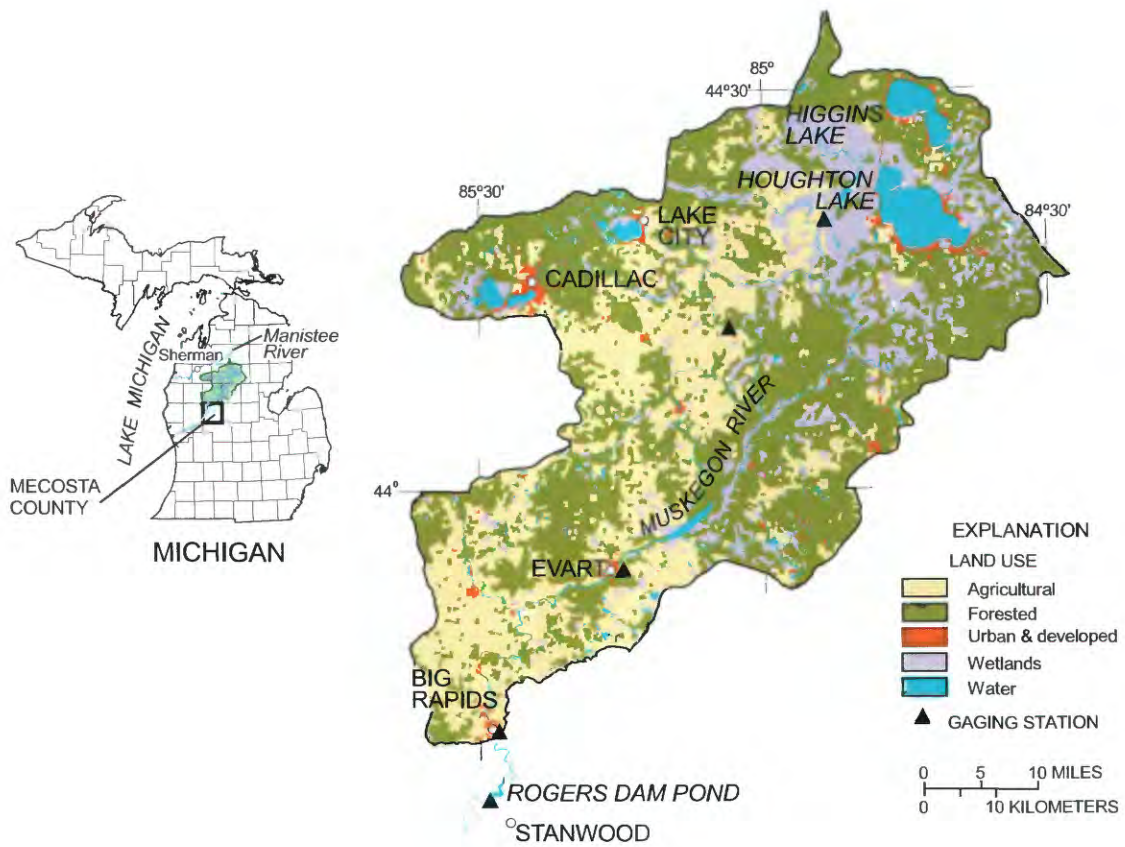 85°
44°30'
HIGGINS
LAKE
HOUGHTON
LAKE
85°30'
84°30'
LAKE
CITY
CADILLAC
LAKE MICHIGAN
Sherman
Manistee
River
MECOSTA
COUNTY
MICHIGAN
44°
MUSKEGON RIVER
EVART
BIG
RAPIDS
ROGERS DAM POND
STANWOOD
EXPLANATION
LAND USE
Agricultural
Forested
Urban & developed
Wetlands
Water
GAGING STATION
0 5 10 MILES
0 10 KILOMETERS